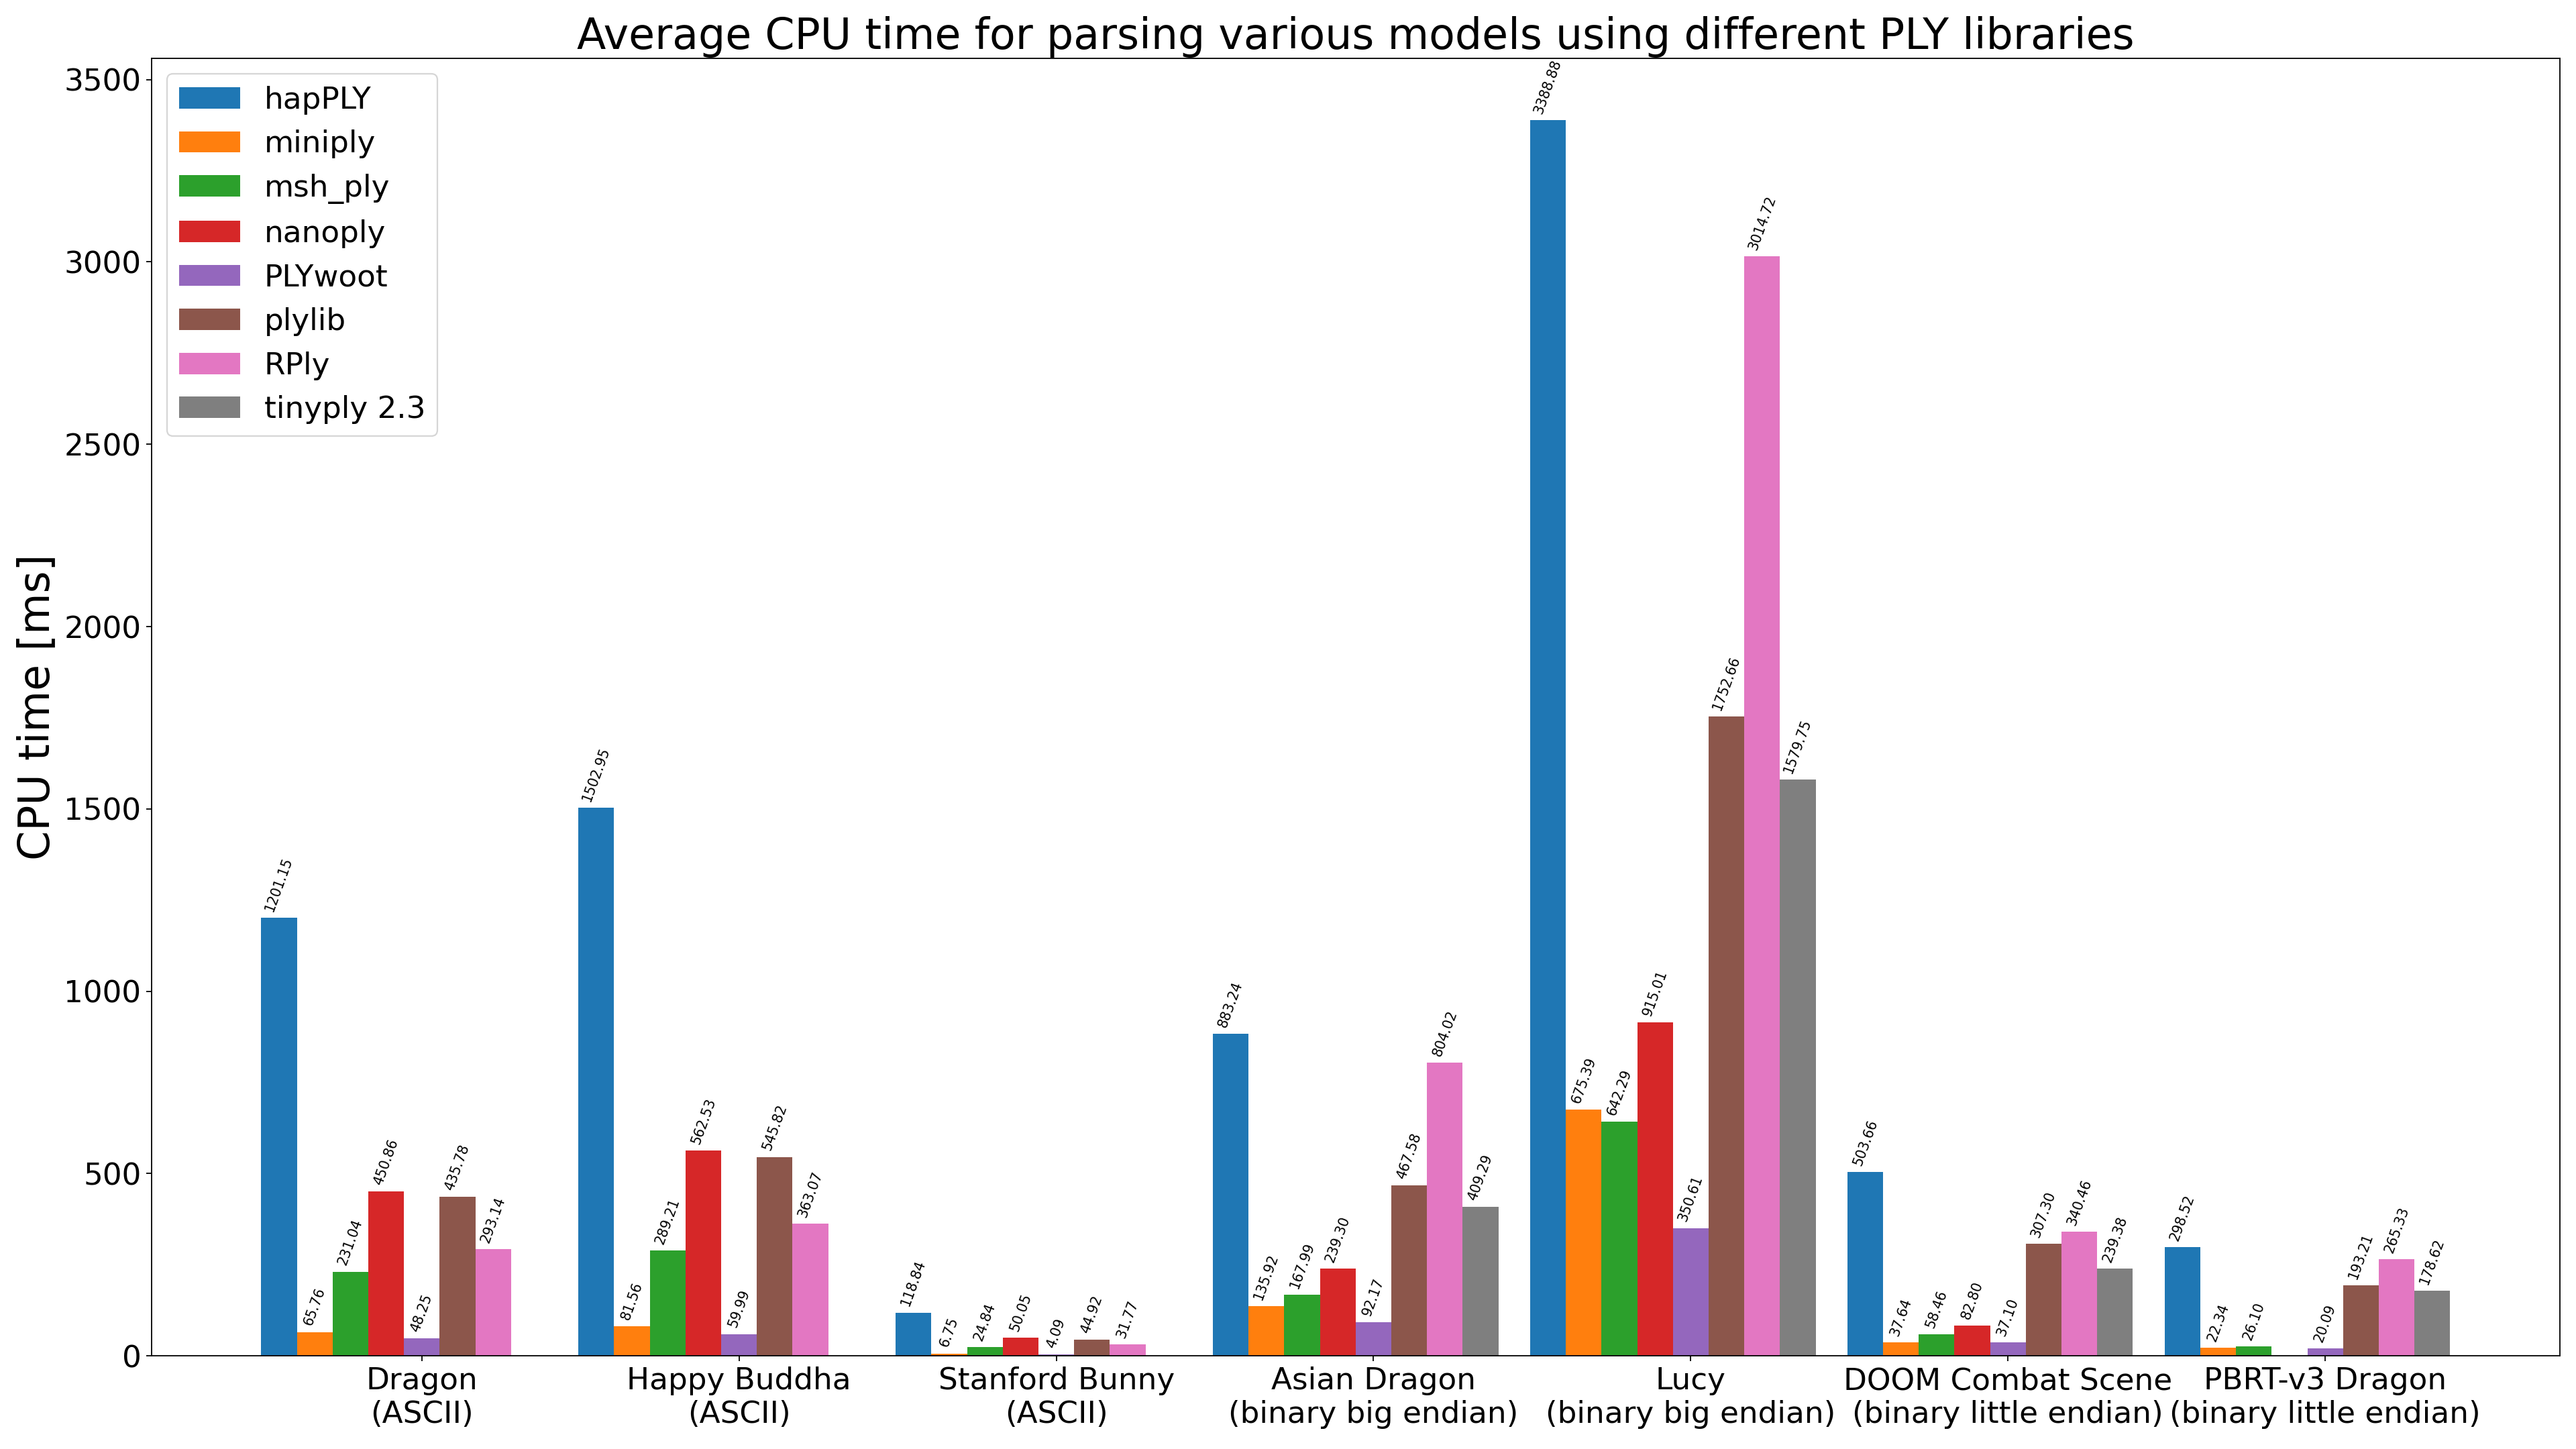 Average CPU time for parsing various models using different PLY libraries
CPU time [ms]
3500
3000
2500
2000
1500
1000
500
0
hapPLY
miniply
msh_ply
nanoply
PLYwoot
plylib
RPly
tinyply 2.3
1201.15
65.76
231.04
450.86
48.25
435.78
293.14
1502.95
81.56
289.21
562.53
59.99
545.82
363.07
118.84
6.75
24.84
50.05
4.09
44.92
31.77
883.24
135.92
167.99
239.30
92.17
467.58
804.02
409.29
3388.88
675.39
642.29
915.01
350.61
1752.66
3014.72
1579.75
503.66
37.64
58.46
82.80
37.10
307.30
340.46
239.38
298.52
22.34
26.10
20.09
193.21
265.33
178.62
Dragon
(ASCII)
Happy Buddha
(ASCII)
Stanford Bunny
(ASCII)
Asian Dragon
(binary big endian)
Lucy
(binary big endian)
DOOM Combat Scene
(binary little endian)
PBRT-v3 Dragon
(binary little endian)